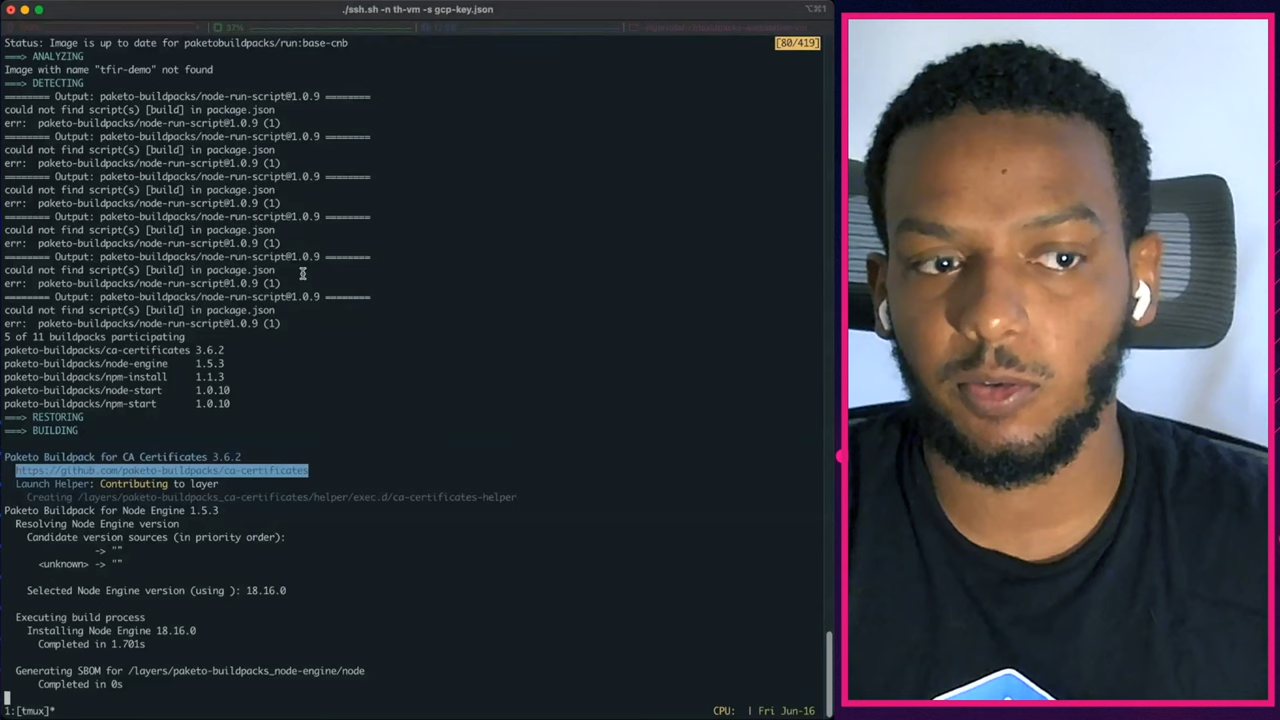 ./ssh.sh -n th-vm -s gcp-key.json
⌥⌘1
37%
Status: Image is up to date for paketobuildpacks/run:base-cnb
[80/419]
===> ANALYZING
Image with name "tfir-demo" not found
===> DETECTING
======== Output: paketo-buildpacks/node-run-script@1.0.9 ========
could not find script(s) [build] in package.json
err:  paketo-buildpacks/node-run-script@1.0.9 (1)
======== Output: paketo-buildpacks/node-run-script@1.0.9 ========
could not find script(s) [build] in package.json
err:  paketo-buildpacks/node-run-script@1.0.9 (1)
======== Output: paketo-buildpacks/node-run-script@1.0.9 ========
could not find script(s) [build] in package.json
err:  paketo-buildpacks/node-run-script@1.0.9 (1)
======== Output: paketo-buildpacks/node-run-script@1.0.9 ========
could not find script(s) [build] in package.json
err:  paketo-buildpacks/node-run-script@1.0.9 (1)
======== Output: paketo-buildpacks/node-run-script@1.0.9 ========
could not find script(s) [build] in package.json
err:  paketo-buildpacks/node-run-script@1.0.9 (1)
======== Output: paketo-buildpacks/node-run-script@1.0.9 ========
could not find script(s) [build] in package.json
err:  paketo-buildpacks/node-run-script@1.0.9 (1)
5 of 11 buildpacks participating
paketo-buildpacks/ca-certificates 3.6.2
paketo-buildpacks/node-engine     1.5.3
paketo-buildpacks/npm-install     1.1.3
paketo-buildpacks/node-start      1.0.10
paketo-buildpacks/npm-start       1.0.10
===> RESTORING
===> BUILDING
Paketo Buildpack for CA Certificates 3.6.2
https://github.com/paketo-buildpacks/ca-certificates
Launch Helper: Contributing to layer
Creating /layers/paketo-buildpacks_ca-certificates/helper/exec.d/ca-certificates-helper
Paketo Buildpack for Node Engine 1.5.3
Resolving Node Engine version
Candidate version sources (in priority order):
-> ""
<unknown> -> ""
Selected Node Engine version (using ): 18.16.0
Executing build process
Installing Node Engine 18.16.0
Completed in 1.701s
Generating SBOM for /layers/paketo-buildpacks_node-engine/node
Completed in 0s
1:[tmux]*
CPU:  | Fri Jun-16